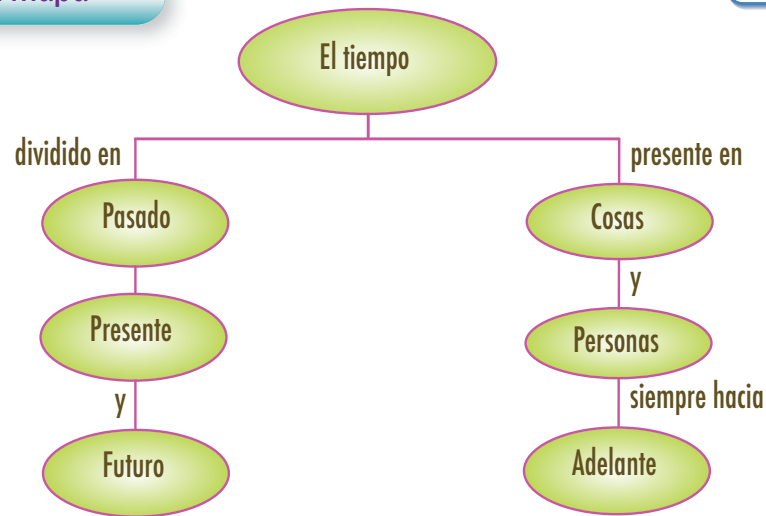 El tiempo
dividido en
presente en
Pasado
Cosas
y
Presente
Personas
y
siempre hacia
Futuro
Adelante